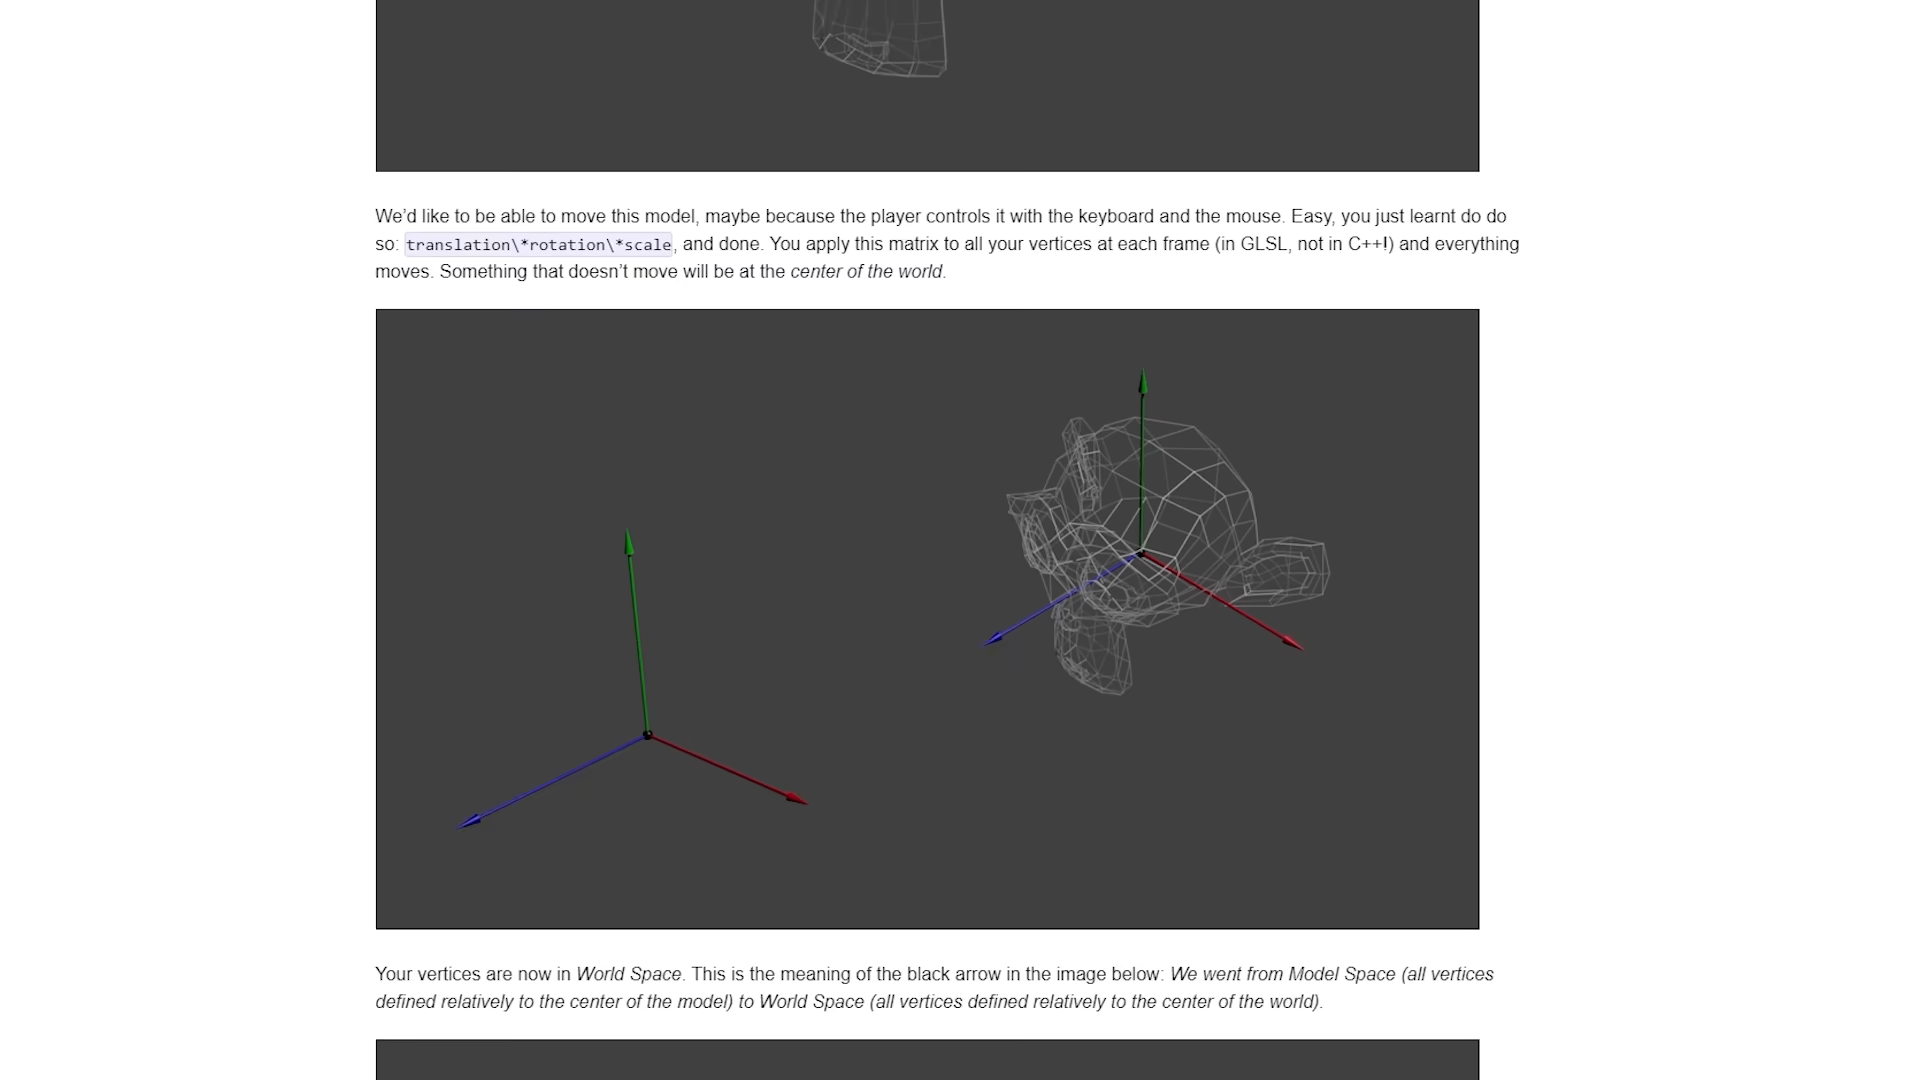 We’d like to be able to move this model, maybe because the player controls it with the keyboard and the mouse. Easy, you just learnt do do
so: translation\*rotation\*scale, and done. You apply this matrix to all your vertices at each frame (in GLSL, not in C++!) and everything
moves. Something that doesn’t move will be at the center of the world.
Your vertices are now in World Space. This is the meaning of the black arrow in the image below: We went from Model Space (all vertices
defined relatively to the center of the model) to World Space (all vertices defined relatively to the center of the world).